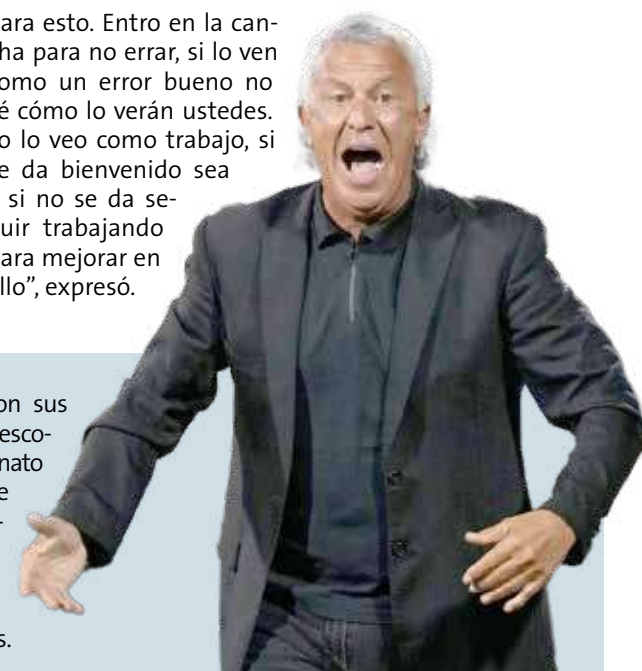 ara esto. Entro en la can-
ha para no errar, si lo ven
omo un error bueno no
é cómo lo verán ustedes.
o lo veo como trabajo, si
e da bienvenido sea
si no se da se-
uir trabajando
ara mejorar en
llo”, expresó.
on sus
esco-
nato
e
-
s.